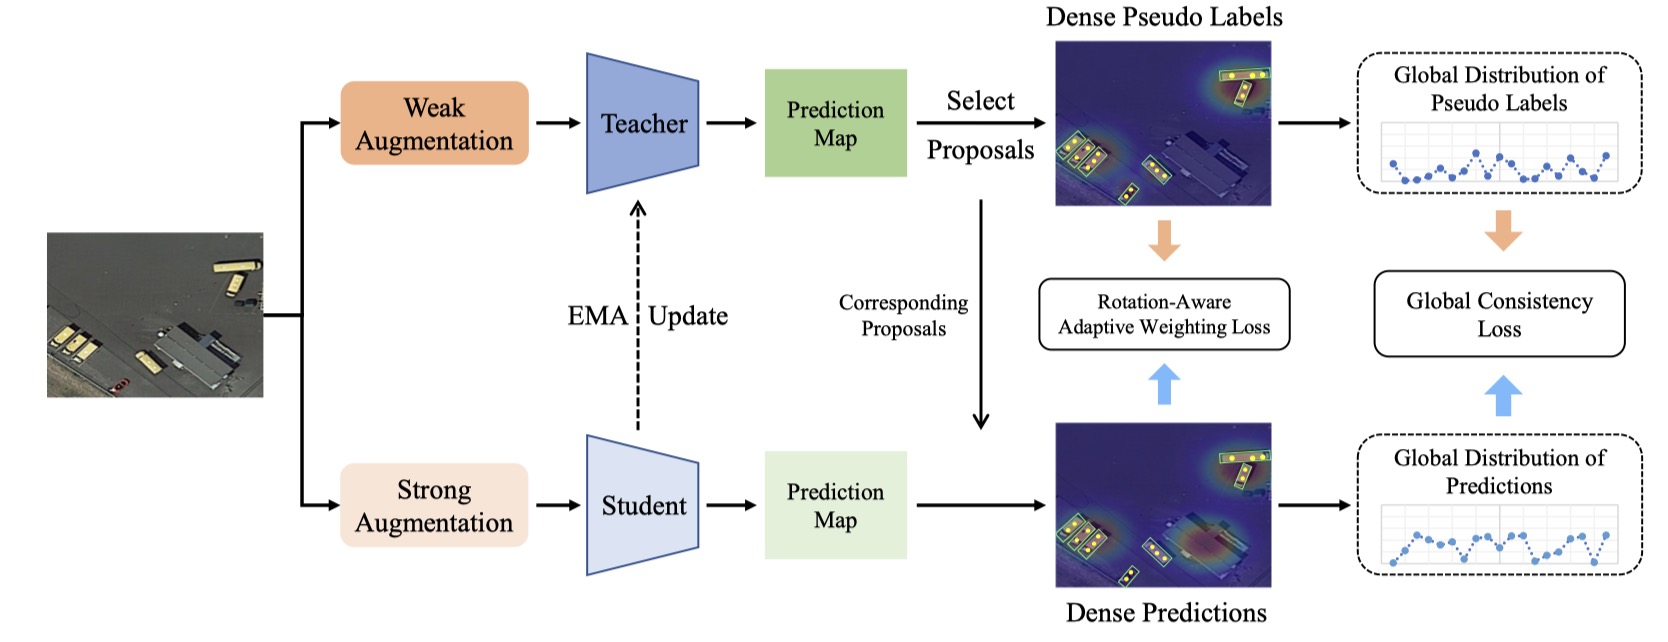 Dense Pseudo Labels
Weak
Augmentation
Teacher
Prediction
Map
Select
Proposals
Global Distribution of
Pseudo Labels
EMA Update
Corresponding
Proposals
Rotation-Aware
Adaptive Weighting Loss
Global Consistency
Loss
Strong
Augmentation
Student
Prediction
Map
Global Distribution of
Predictions
Dense Predictions